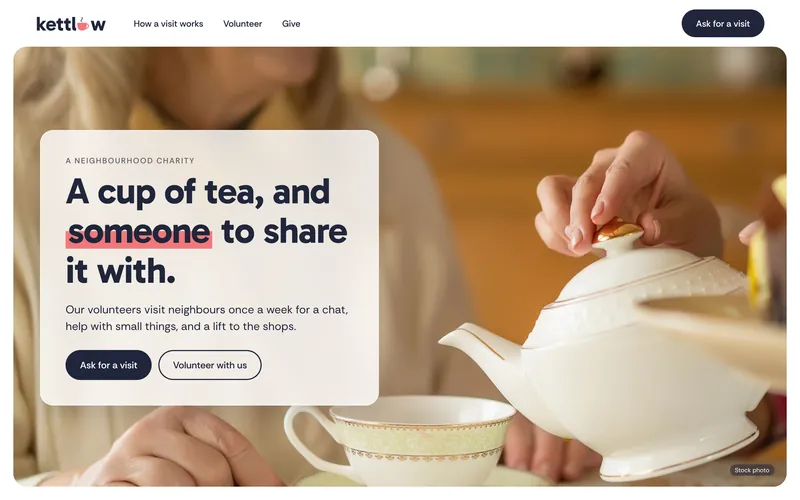 kettlow
How a visit works
Volunteer
Give
Ask for a visit
A NEIGHBOURHOOD CHARITY
A cup of tea, and
someone to share
it with.
Our volunteers visit neighbours once a week for a chat,
help with small things, and a lift to the shops.
Ask for a visit
Volunteer with us
Stock photo